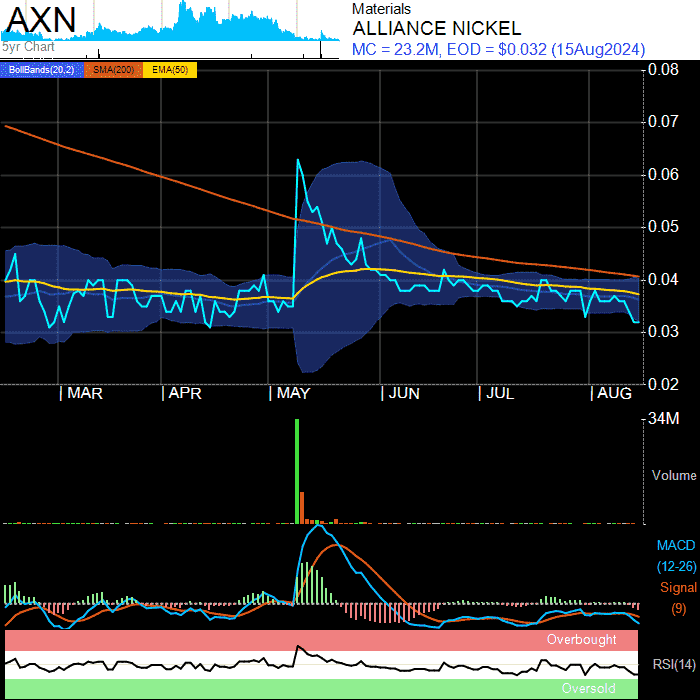 AXN
5yr Chart
Materials
ALLIANCE NICKEL
MC = 23.2M, EOD = $0.032 (15Aug2024)
BollBands(20,2) SMA(200) EMA(50)
0.08
0.07
0.06
0.05
0.04
0.03
0.02
| MAR | APR | MAY | JUN | JUL | AUG
34M
Volume
MACD
(12-26)
Signal
(9)
Overbought
RSI(14)
Oversold